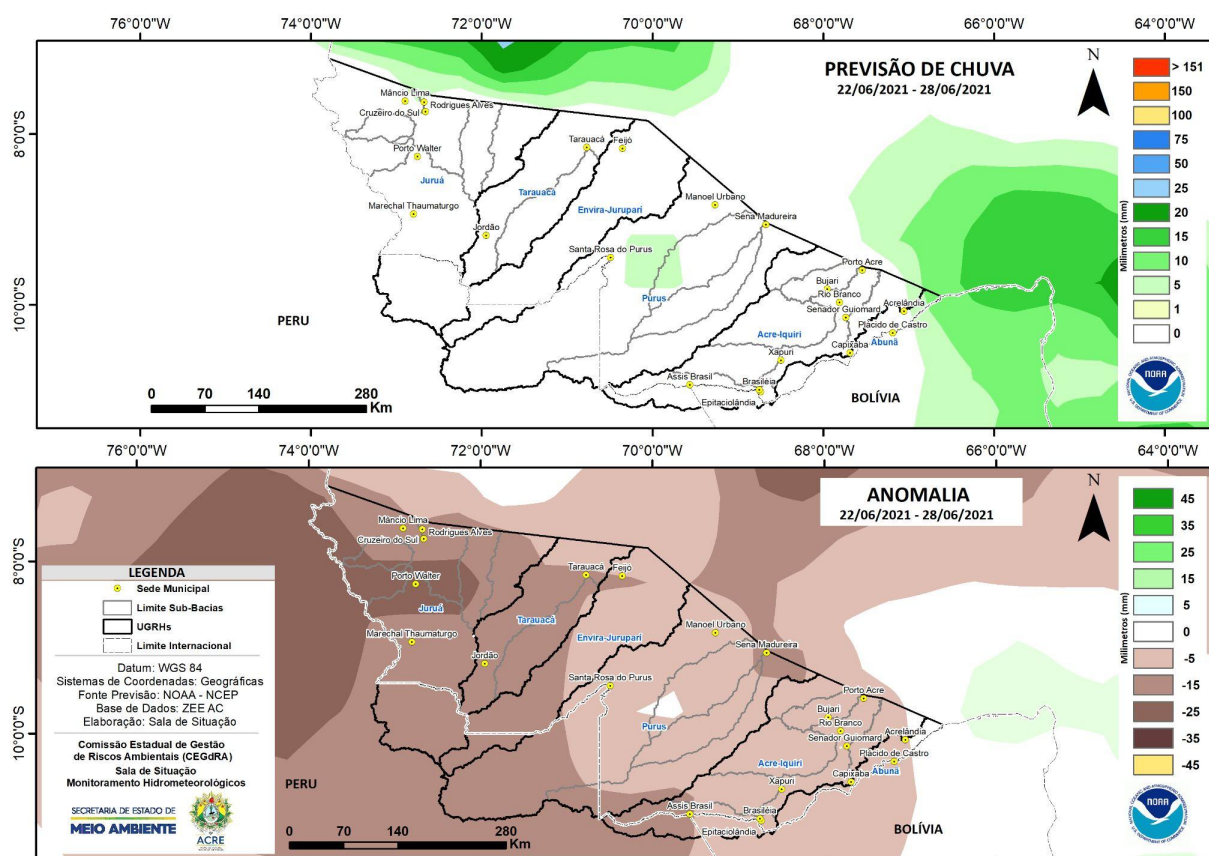 76°0'0"W 74°0'0"W 72°0'0"W 70°0'0"W 68°0'0"W 66°0'0"W 64°0'0"W
PREVISÃO DE CHUVA
22/06/2021 - 28/06/2021
N
8°0'0"S
10°0'0"S
Mâncio Lima
Rodrigues Alves
Cruzeiro do Sul
Tarauacá
Feijó
Porto Walter
Juruá
Tarauacá
Marechal Thaumaturgo
Envira-Jurupari
Manoel Urbano
Sena Madureira
Jordão
Santa Rosa do Purus
Porto Acre
Bujari
Rio Branco
Purus
Senador Guiomard
Acrelândia
Plácido de Castro
Acre-Iquiri
Abunã
Capixaba
Xapuri
Assis Brasil
Brasiléia
Epitaciolândia
PERU
BOLÍVIA
0 70 140 280
Km
Milímetros (mm)
> 151
150
100
75
50
25
20
15
10
5
1
0
NOAA
76°0'0"W 74°0'0"W 72°0'0"W 70°0'0"W 68°0'0"W 66°0'0"W 64°0'0"W
ANOMALIA
22/06/2021 - 28/06/2021
N
8°0'0"S
10°0'0"S
Mâncio Lima
Rodrigues Alves
Cruzeiro do Sul
Tarauacá
Feijó
Porto Walter
Juruá
Tarauacá
Marechal Thaumaturgo
Envira-Jurupari
Manoel Urbano
Sena Madureira
Jordão
Santa Rosa do Purus
Porto Acre
Bujari
Rio Branco
Purus
Senador Guiomard
Acrelândia
Plácido de Castro
Acre-Iquiri
Abunã
Capixaba
Xapuri
Assis Brasil
Brasiléia
Epitaciolândia
PERU
BOLÍVIA
0 70 140 280
Km
Milímetros (mm)
45
35
25
15
5
0
-5
-15
-25
-35
-45
NOAA
LEGENDA
Sede Municipal
Limite Sub-Bacias
UGRHs
Limite Internacional
Datum: WGS 84
Sistemas de Coordenadas: Geográficas
Fonte Previsão: NOAA - NCEP
Base de Dados: ZEE AC
Elaboração: Sala de Situação
Comissão Estadual de Gestão
de Riscos Ambientais (CEGdRA)
Sala de Situação
Monitoramento Hidrometeorológicos
SECRETARIA DE ESTADO DE
MEIO AMBIENTE
ACRE